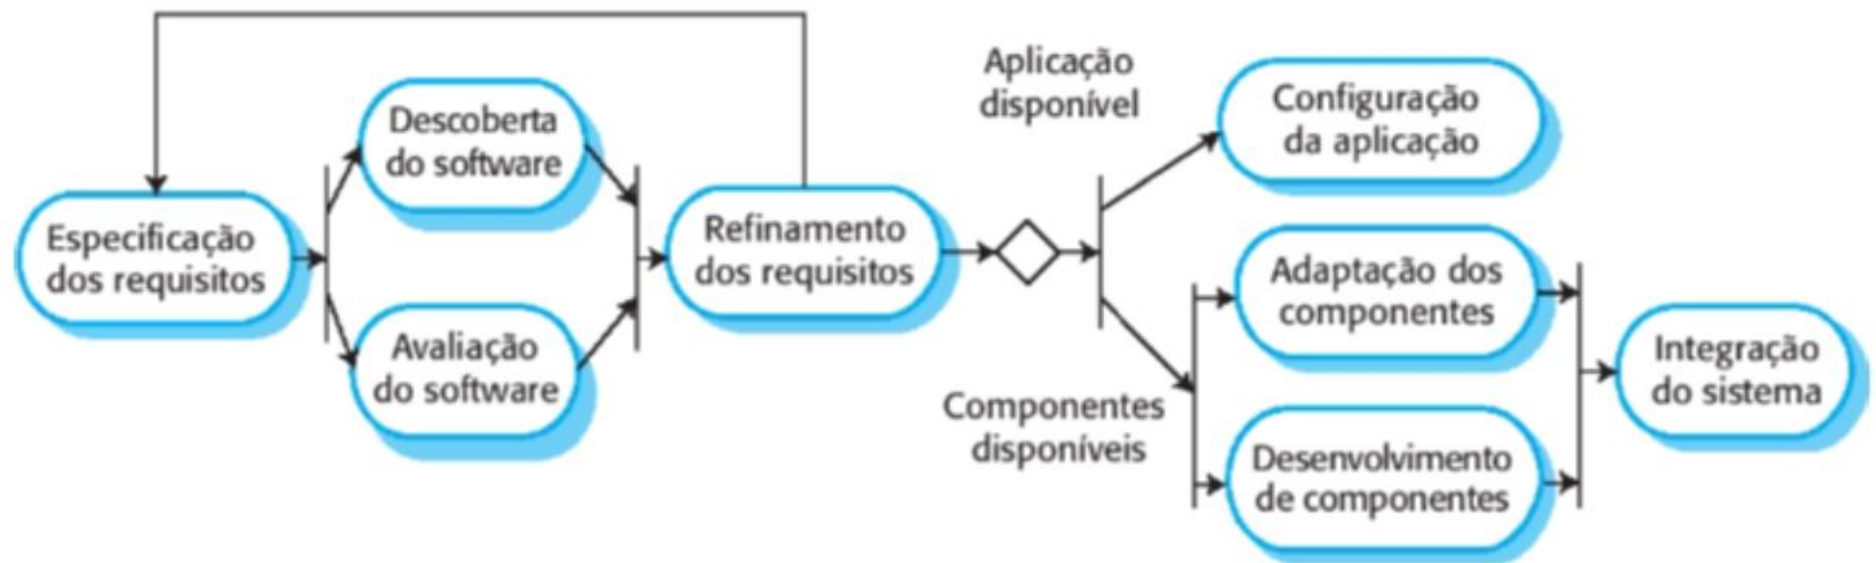 Especificação
dos requisitos
Descoberta
do software
Avaliação
do software
Refinamento
dos requisitos
Aplicação
disponível
Componentes
disponíveis
Configuração
da aplicação
Adaptação dos
componentes
Desenvolvimento
de componentes
Integração
do sistema